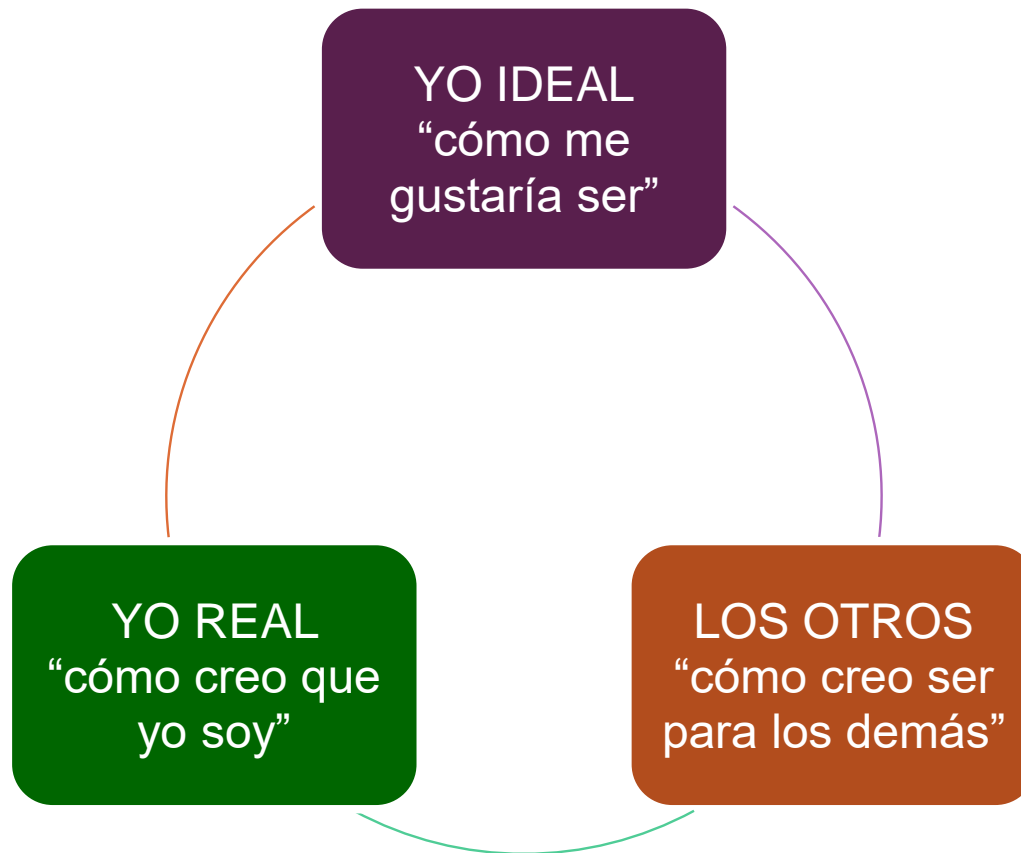 YO IDEAL
“cómo me
gustaría ser”
YO REAL
“cómo creo que
yo soy”
LOS OTROS
“cómo creo ser
para los demás”